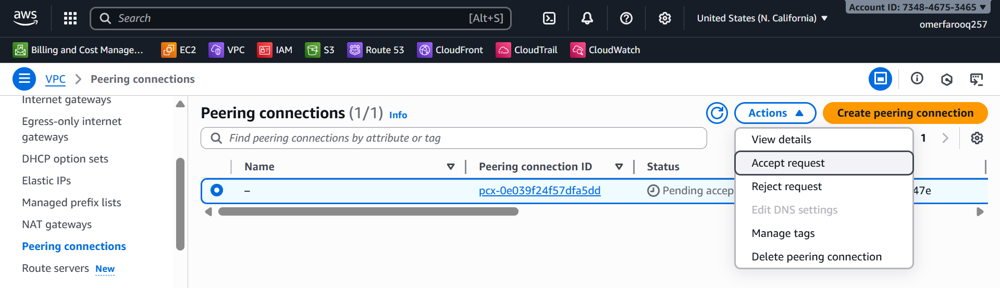 aws
Search [Alt+S]
United States (N. California) ▼
Account ID: 7348-4675-3465 ▼
omerfarooq257
Billing and Cost Manage... EC2 VPC IAM S3 Route 53 CloudFront CloudTrail CloudWatch
VPC > Peering connections
Internet gateways
Egress-only internet
gateways
DHCP option sets
Elastic IPs
Managed prefix lists
NAT gateways
Peering connections
Route servers New
Peering connections (1/1) Info
Actions
Create peering connection
Find peering connections by attribute or tag
1
Name Peering connection ID Status
– pcx-0e039f24f57dfa5dd Pending accep 47e
View details
Accept request
Reject request
Edit DNS settings
Manage tags
Delete peering connection